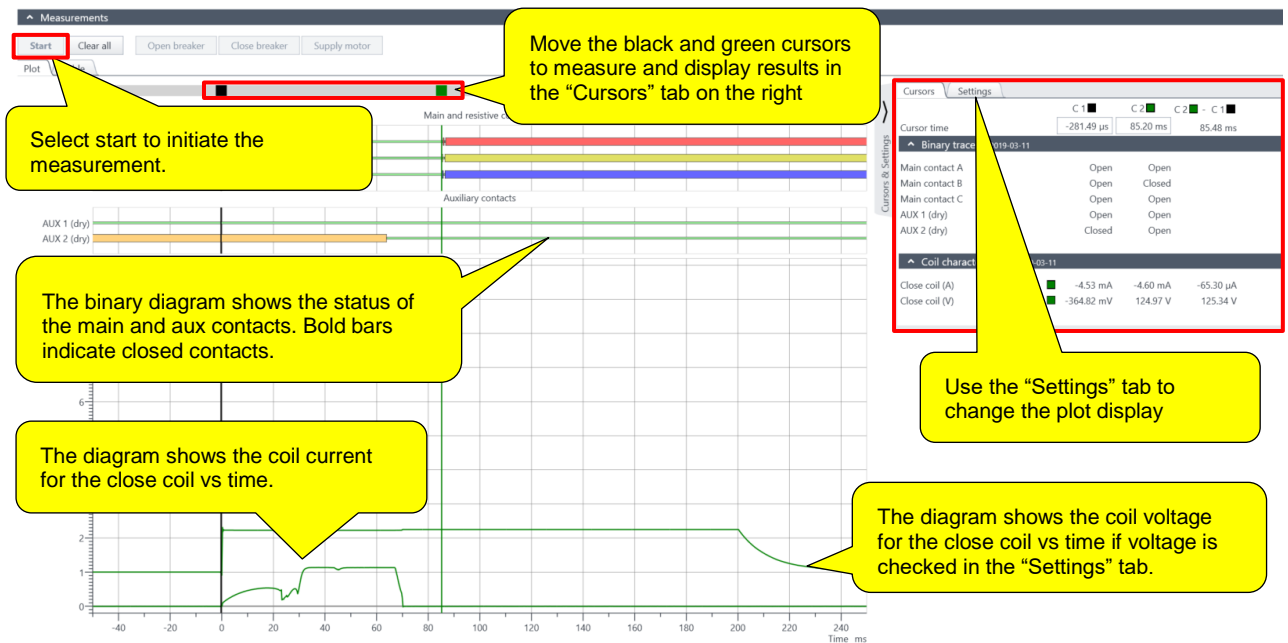 Measurements
Start Clear all Open breaker Close breaker Supply motor
Plot
Move the black and green cursors
to measure and display results in
the “Cursors” tab on the right
Select start to initiate the
measurement.
Main and resistive
Auxiliary contacts
AUX 1 (dry)
AUX 2 (dry)
The binary diagram shows the status of
the main and aux contacts. Bold bars
indicate closed contacts.
6
The diagram shows the coil current
for the close coil vs time.
2
1
0
-40 -20 0 20 40 60 80 100 120 140 160 180 200 220 240
Time ms
Cursors & Settings
Cursors Settings
C 1 C 2 C 2 - C 1
Cursor time -281.49 µs 85.20 ms 85.48 ms
Binary trace 2019-03-11
Main contact A Open Open
Main contact B Open Closed
Main contact C Open Open
AUX 1 (dry) Open Open
AUX 2 (dry) Closed Open
Coil charact -03-11
Close coil (A) -4.53 mA -4.60 mA -65.30 µA
Close coil (V) -364.82 mV 124.97 V 125.34 V
Use the “Settings” tab to
change the plot display
The diagram shows the coil voltage
for the close coil vs time if voltage is
checked in the “Settings” tab.